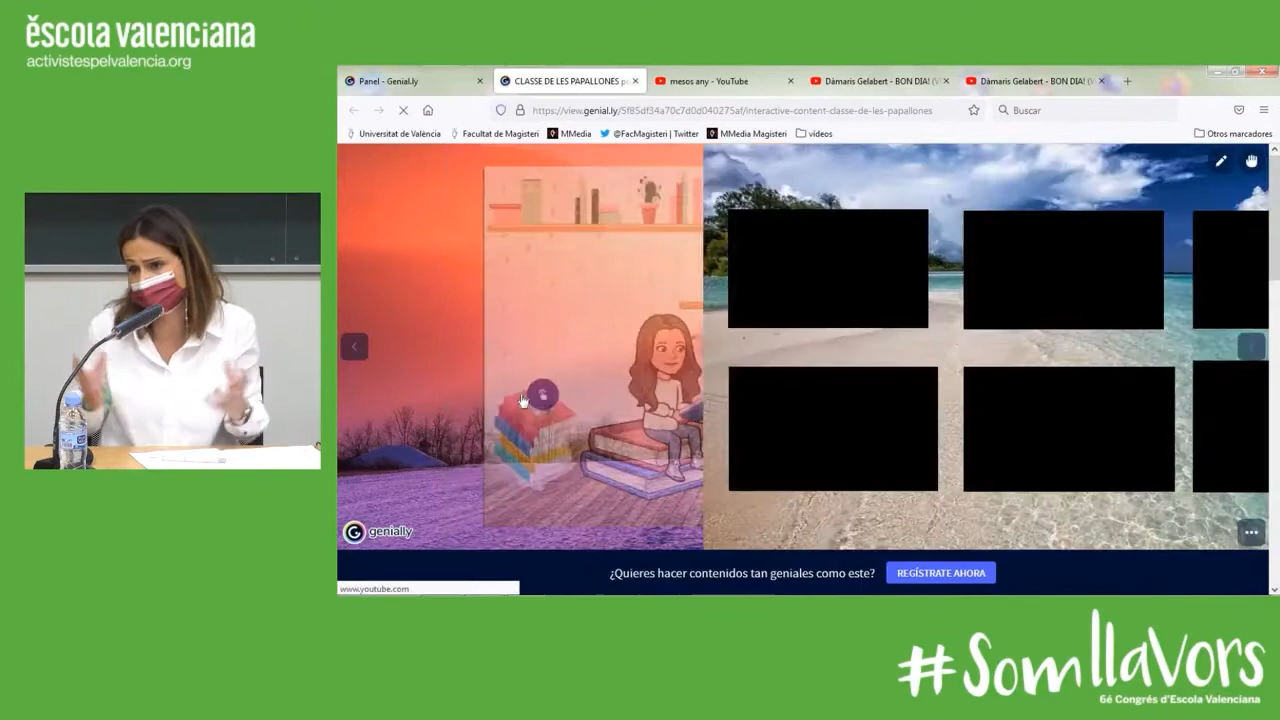 ĕscola valenciana
activistespelvalencia.org
Panel - Genial.ly
CLASSE DE LES PAPALLONES po
mesos any - YouTube
Dàmaris Gelabert - BON DIA! (V
Dàmaris Gelabert - BON DIA! (V
https://view.genial.ly/5f85df34a70c7d0d040275af/interactive-content-classe-de-les-papallones
Buscar
Universitat de València
Facultat de Magisteri
MMedia
@FacMagisteri | Twitter
MMedia Magisteri
videos
Otros marcadores
genially
¿Quieres hacer contenidos tan geniales como este?
REGÍSTRATE AHORA
www.youtube.com
#Somllavors
6é Congrés d'Escola Valenciana